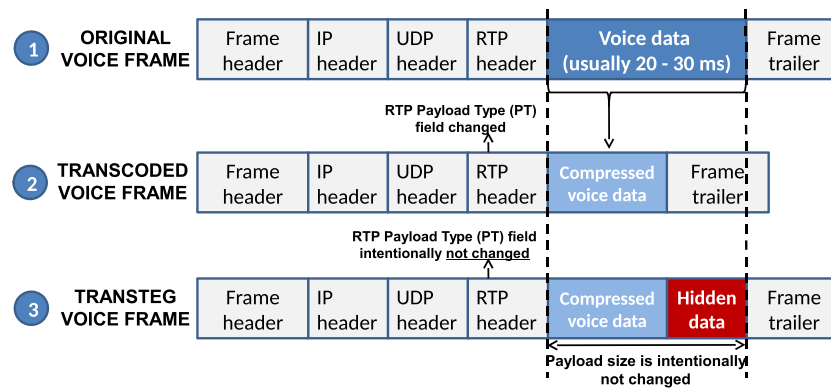 1
ORIGINAL
VOICE FRAME
Frame
header
IP
header
UDP
header
RTP
header
Voice data
(usually 20 - 30 ms)
Frame
trailer
RTP Payload Type (PT)
field changed
2
TRANSCODED
VOICE FRAME
Frame
header
IP
header
UDP
header
RTP
header
Compressed
voice data
Frame
trailer
RTP Payload Type (PT) field
intentionally not changed
3
TRANSTEG
VOICE FRAME
Frame
header
IP
header
UDP
header
RTP
header
Compressed
voice data
Hidden
data
Frame
trailer
Payload size is intentionally
not changed